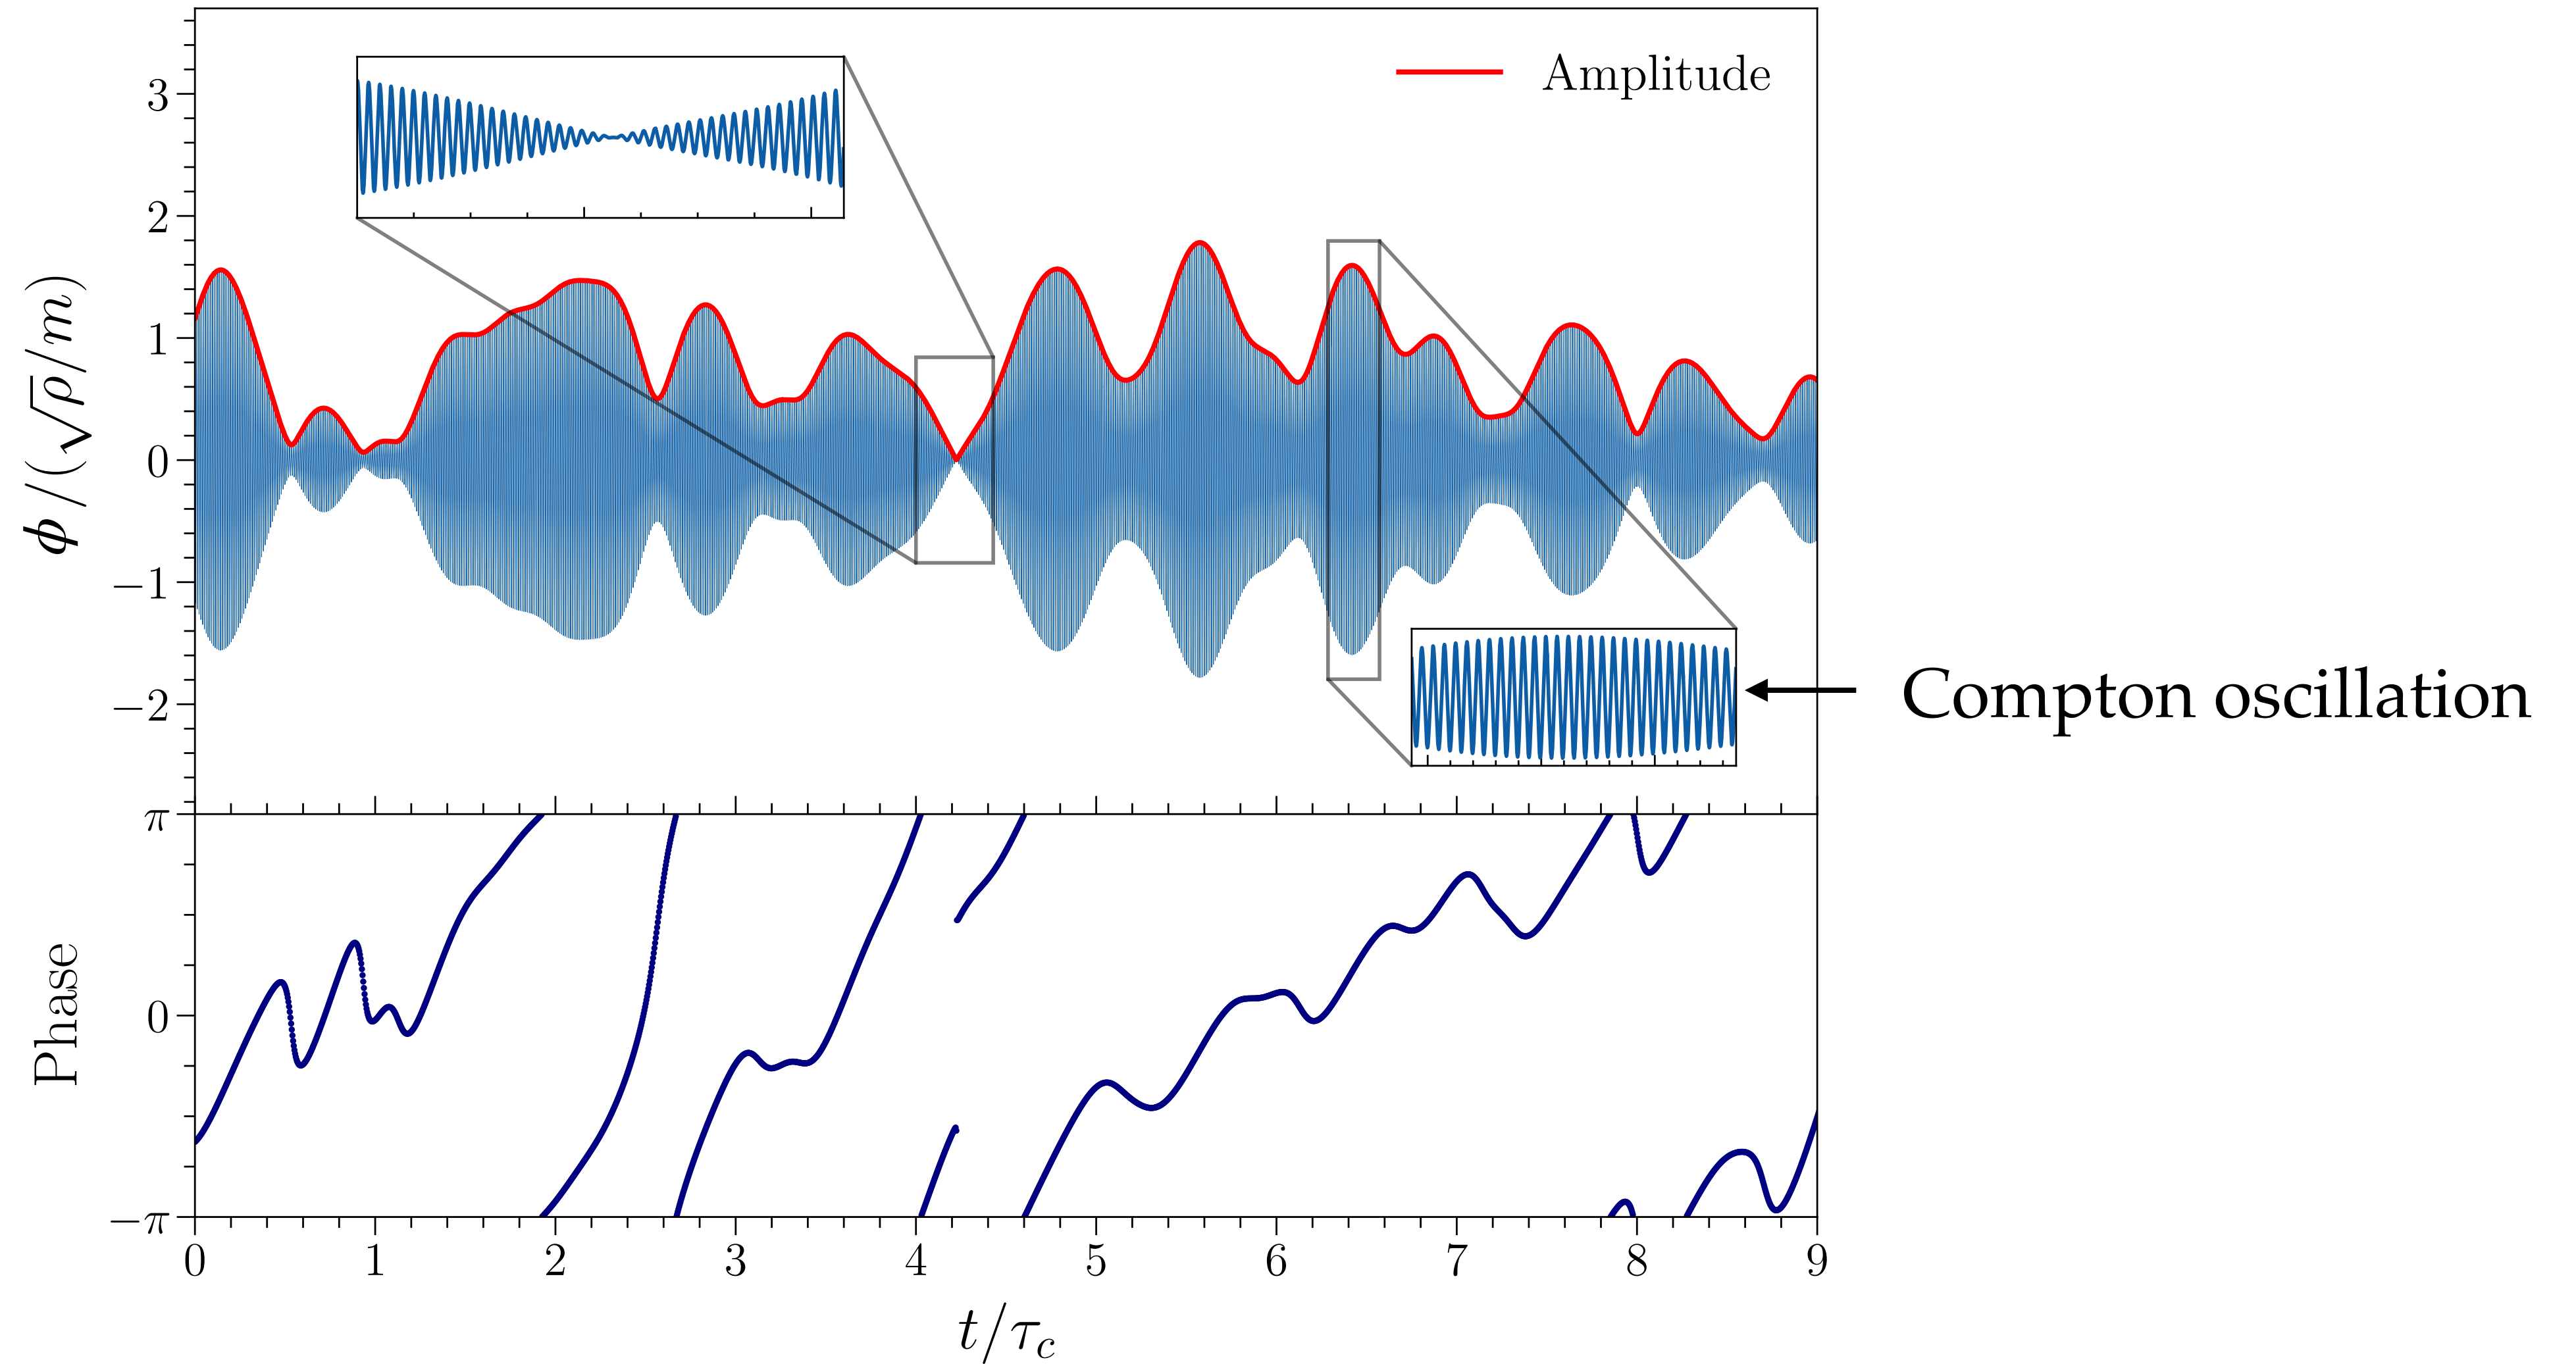 Amplitude
3
2
1
0
−1
−2
ϕ/(√ρ/m)
Compton oscillation
π
0
−π
Phase
0 1 2 3 4 5 6 7 8 9
t/τc